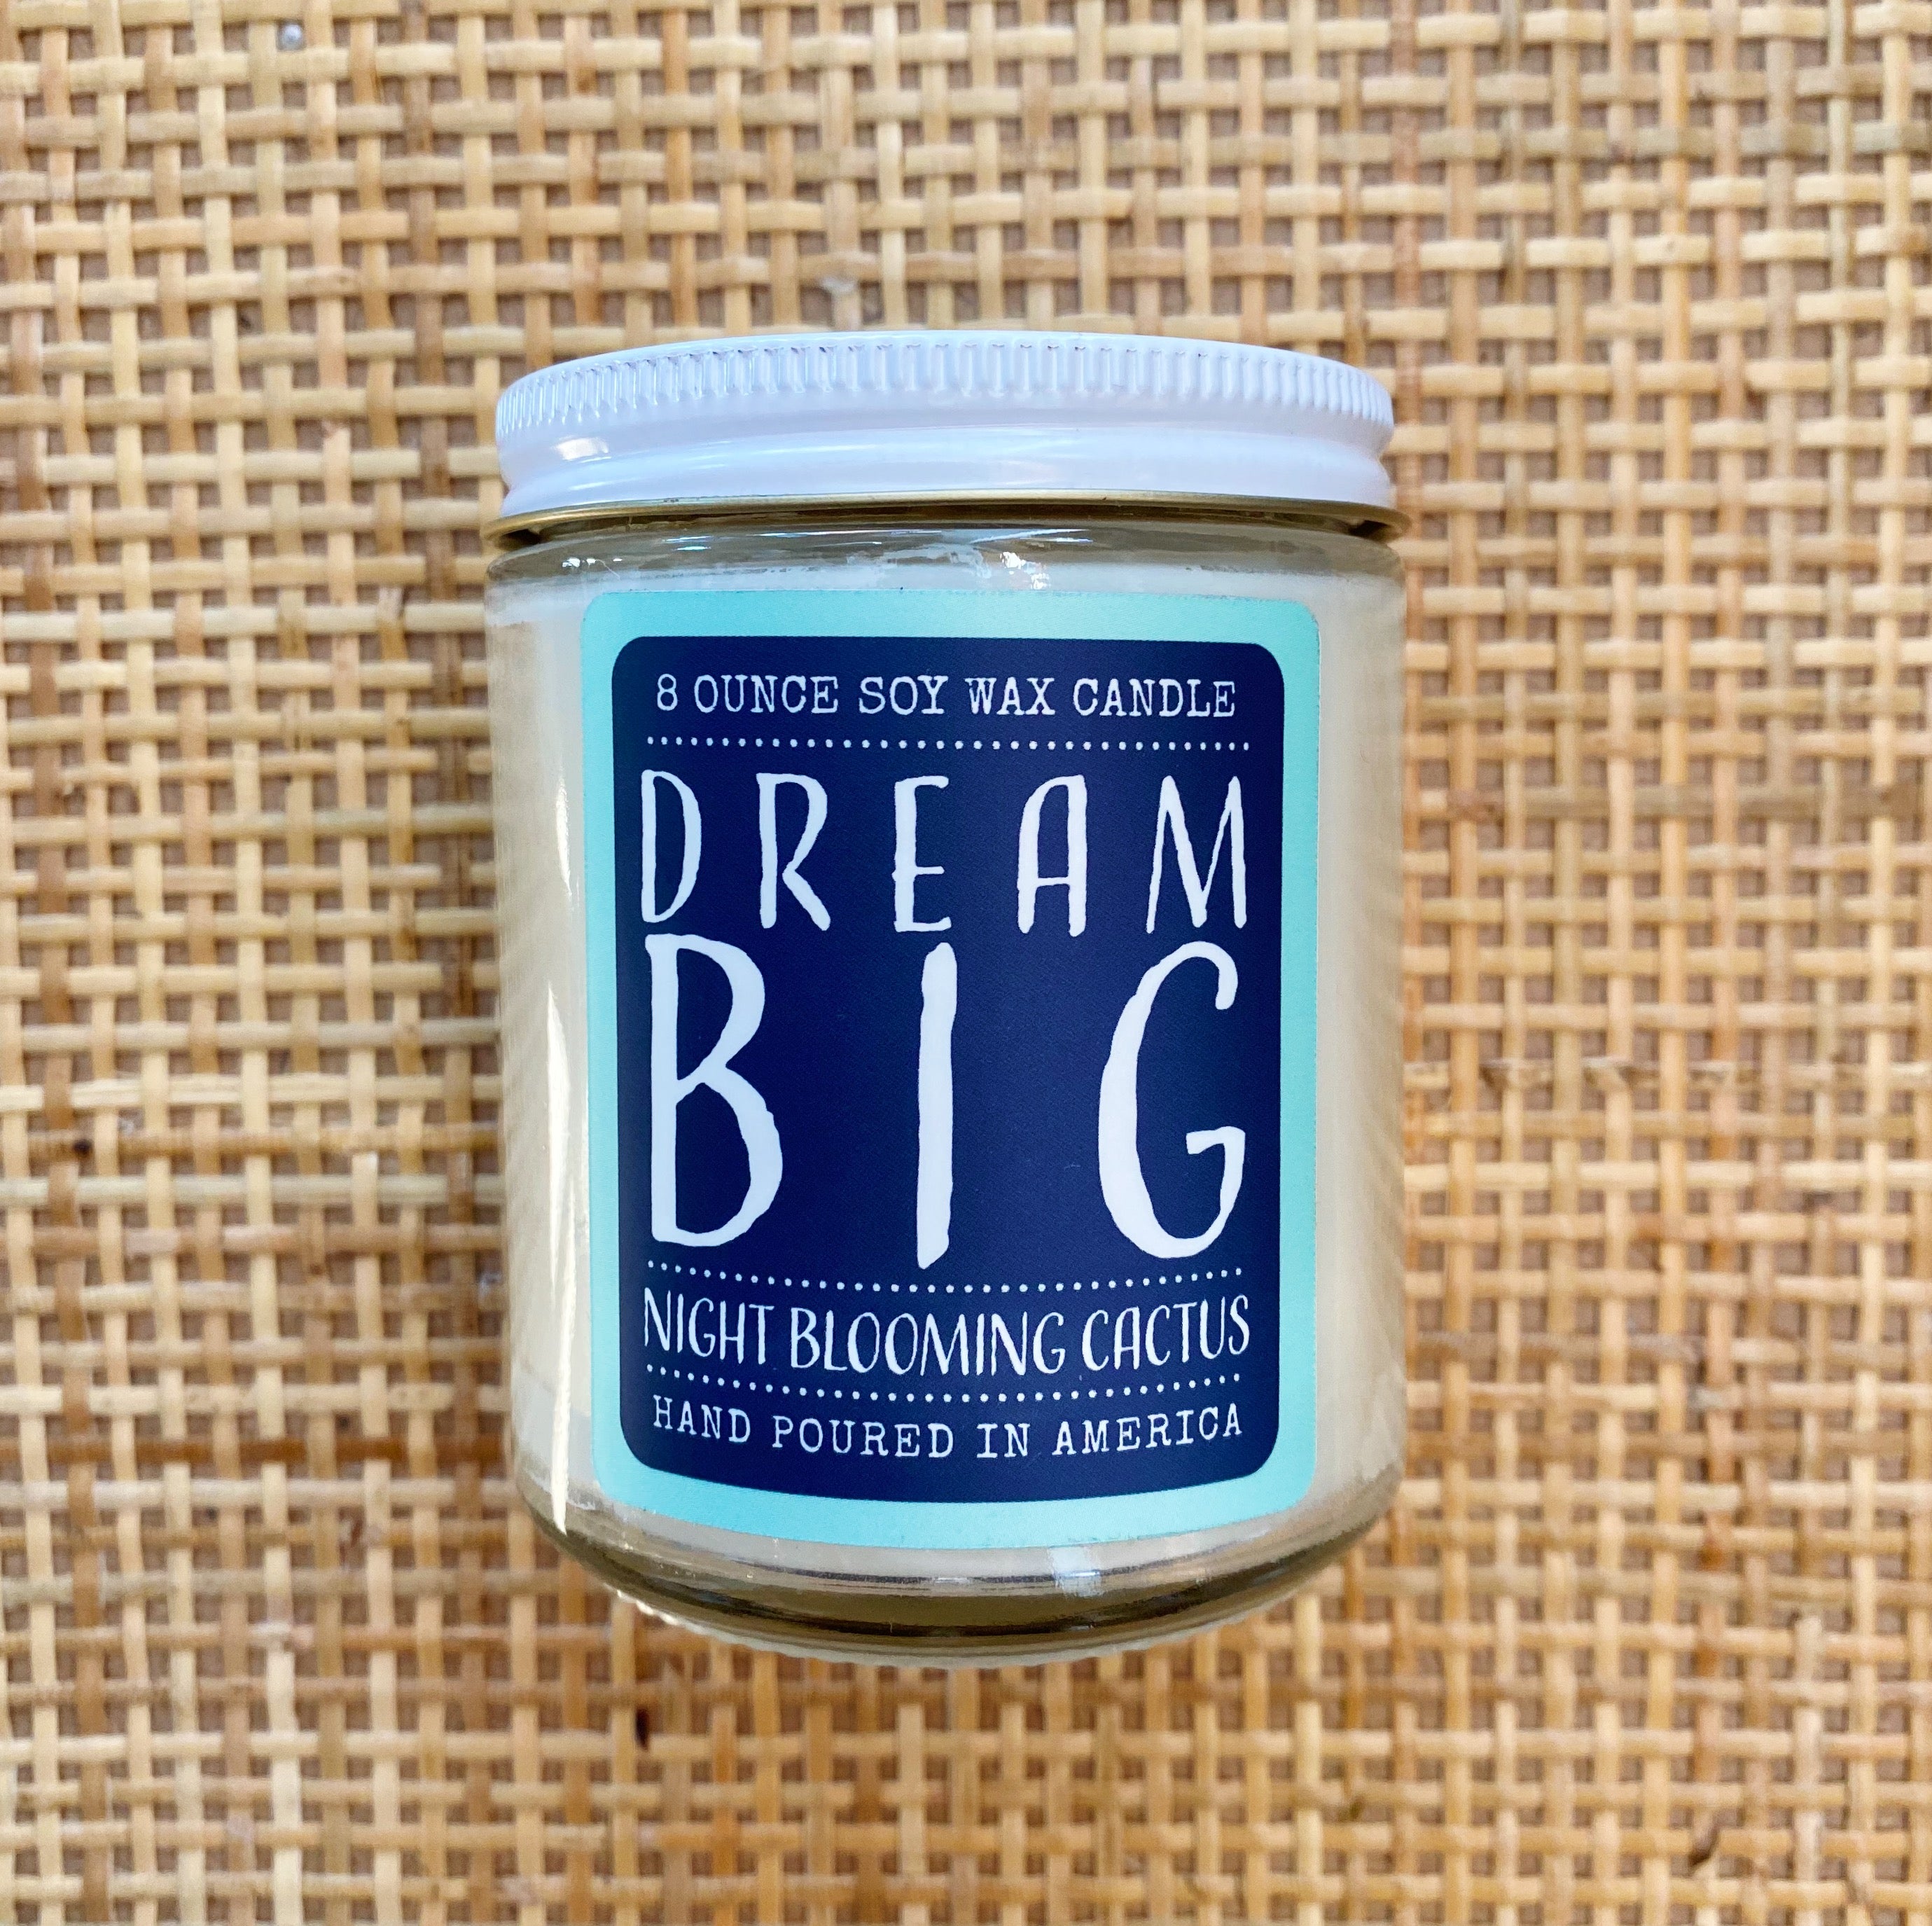 8 OUNCE SOY WAX CANDLE
DREAM
BIG
NIGHT BLOOMING CACTUS
HAND POURED IN AMERICA